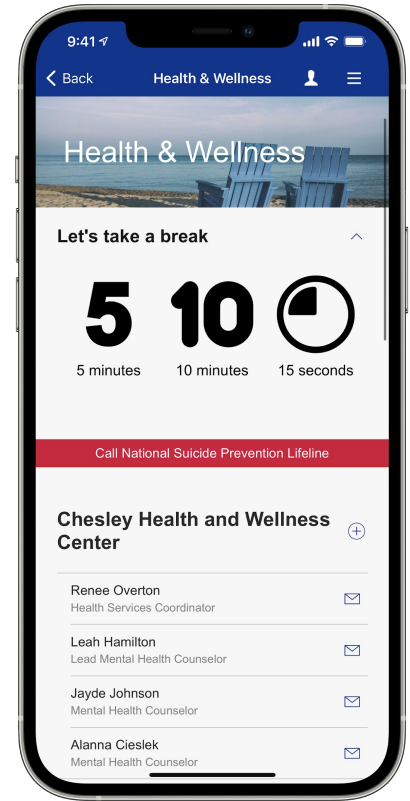 9:41
Back
Health & Wellness
Health & Wellness
Let's take a break
5
10
5 minutes
10 minutes
15 seconds
Call National Suicide Prevention Lifeline
Chesley Health and Wellness
Center
Renee Overton
Health Services Coordinator
Leah Hamilton
Lead Mental Health Counselor
Jayde Johnson
Mental Health Counselor
Alanna Cieslek
Mental Health Counselor